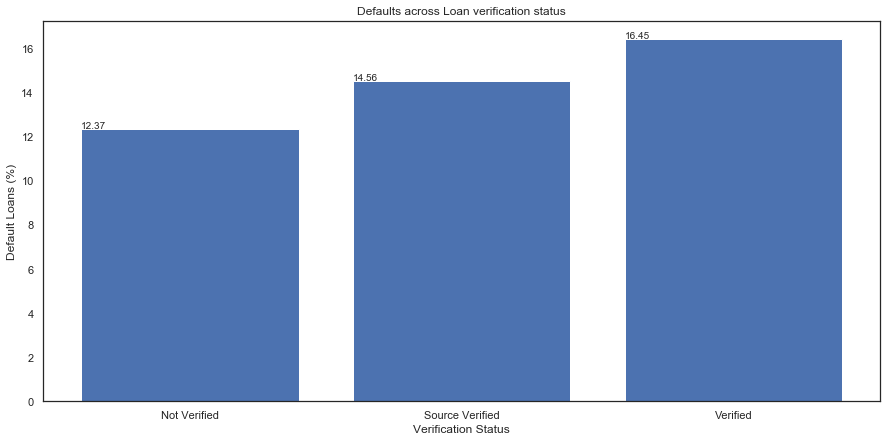 Defaults across Loan verification status
Default Loans (%)
16
14
12
10
8
6
4
2
0
12.37
14.56
16.45
Not Verified
Source Verified
Verified
Verification Status